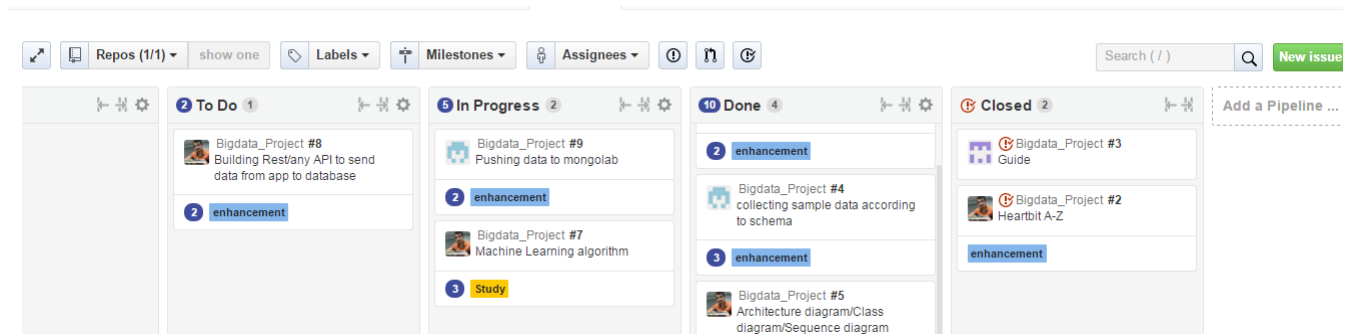 Repos (1/1) show one Labels Milestones Assignees Search ( / ) New issue
2 To Do 1
Bigdata_Project #8
Building Rest/any API to send
data from app to database
2 enhancement
5 In Progress 2
Bigdata_Project #9
Pushing data to mongolab
2 enhancement
Bigdata_Project #7
Machine Learning algorithm
3 Study
10 Done 4
2 enhancement
Bigdata_Project #4
collecting sample data according
to schema
3 enhancement
Bigdata_Project #5
Architecture diagram/Class
diagram/Sequence diagram
Closed 2
Bigdata_Project #3
Guide
Bigdata_Project #2
Heartbit A-Z
enhancement
Add a Pipeline ...